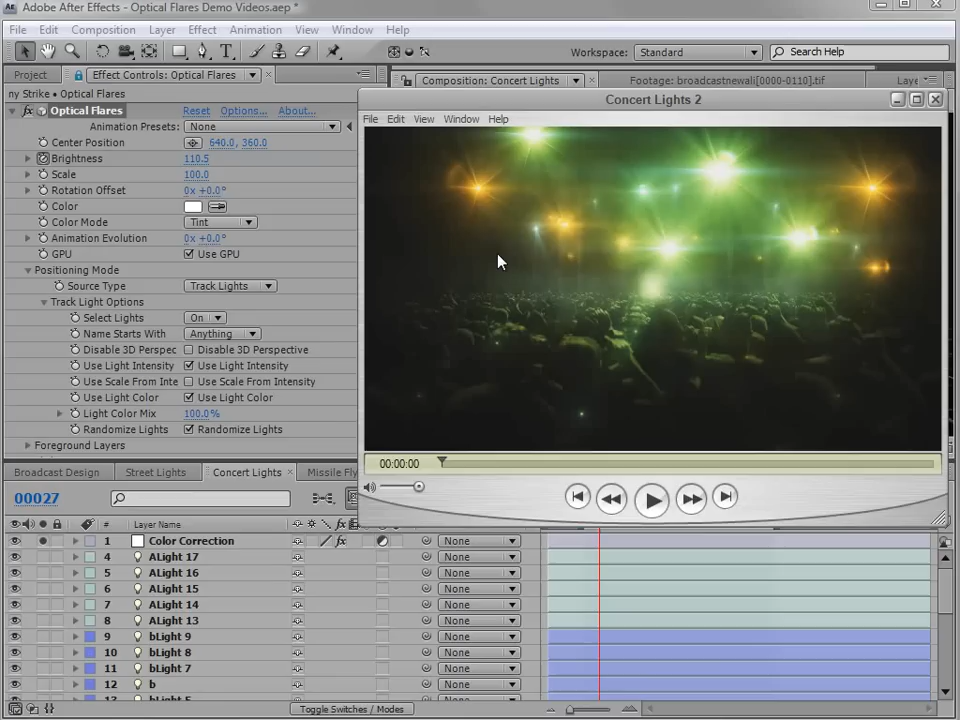 Adobe After Effects - Optical Flares Demo Videos.aep *
File Edit Composition Layer Effect Animation View Window Help
Workspace: Standard Search Help
Project Effect Controls: Optical Flares Composition: Concert Lights Footage: broadcastnewali[0000-0110].tif Laye
ny Strike • Optical Flares
Optical Flares Reset Options... About...
Animation Presets: None
Center Position 640.0, 360.0
Brightness 110.5
Scale 100.0
Rotation Offset 0x +0.0°
Color
Color Mode Tint
Animation Evolution 0x +0.0°
GPU Use GPU
Positioning Mode
Source Type Track Lights
Track Light Options
Select Lights On
Name Starts With Anything
Disable 3D Perspec Disable 3D Perspective
Use Light Intensity Use Light Intensity
Use Scale From Inte Use Scale From Intensity
Use Light Color Use Light Color
Light Color Mix 100.0%
Randomize Lights Randomize Lights
Foreground Layers
Concert Lights 2
File Edit View Window Help
00:00:00
Broadcast Design Street Lights Concert Lights Missile Fly
00027
# Layer Name Parent
1 Color Correction None
4 ALight 17 None
5 ALight 16 None
6 ALight 15 None
7 ALight 14 None
8 ALight 13 None
9 bLight 9 None
10 bLight 8 None
11 bLight 7 None
12 b None
13 bLight 5 None
Toggle Switches / Modes